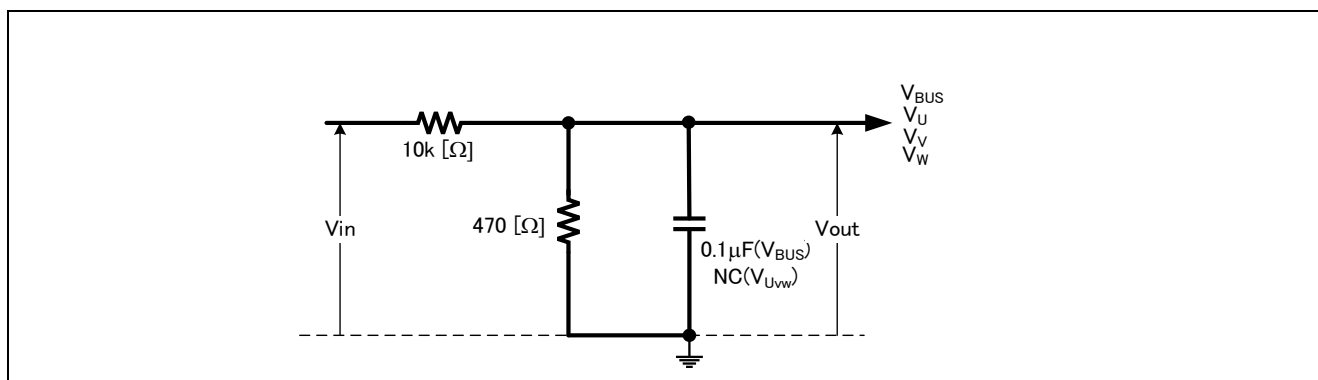 V_BUS
V_U
V_V
V_W
10k [Ω]
470 [Ω]
Vin
Vout
0.1μF(V_BUS)
NC(V_Uvw)